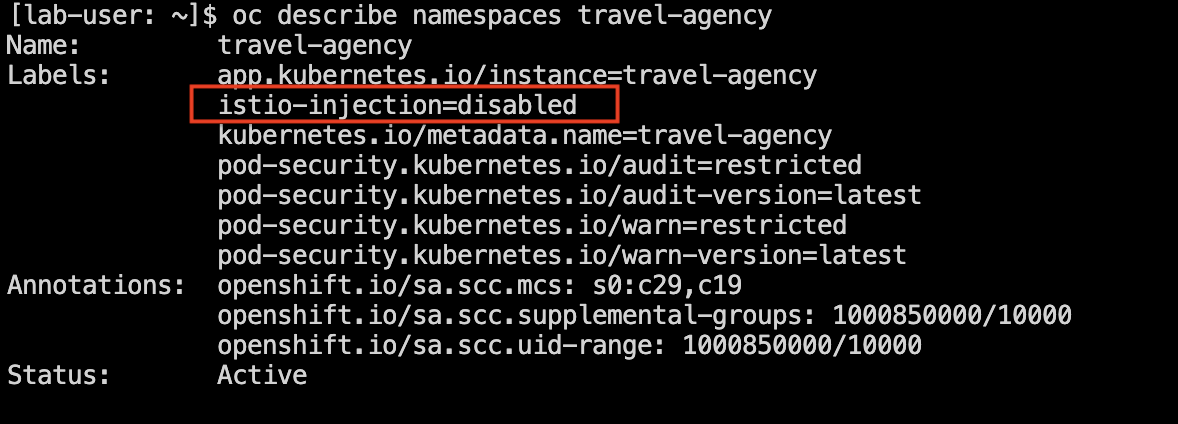 [lab-user: ~]$ oc describe namespaces travel-agency
Name:         travel-agency
Labels:       app.kubernetes.io/instance=travel-agency
              istio-injection=disabled
              kubernetes.io/metadata.name=travel-agency
              pod-security.kubernetes.io/audit=restricted
              pod-security.kubernetes.io/audit-version=latest
              pod-security.kubernetes.io/warn=restricted
              pod-security.kubernetes.io/warn-version=latest
Annotations:  openshift.io/sa.scc.mcs: s0:c29,c19
              openshift.io/sa.scc.supplemental-groups: 1000850000/10000
              openshift.io/sa.scc.uid-range: 1000850000/10000
Status:       Active